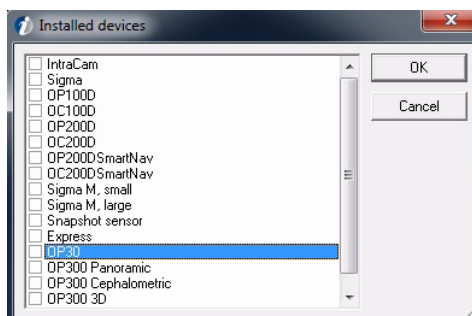 Installed devices
IntraCam
Sigma
OP100D
OC100D
OP200D
OC200D
OP200DSmartNav
OC200DSmartNav
Sigma M, small
Sigma M, large
Snapshot sensor
Express
OP30
OP300 Panoramic
OP300 Cephalometric
OP300 3D
OK
Cancel